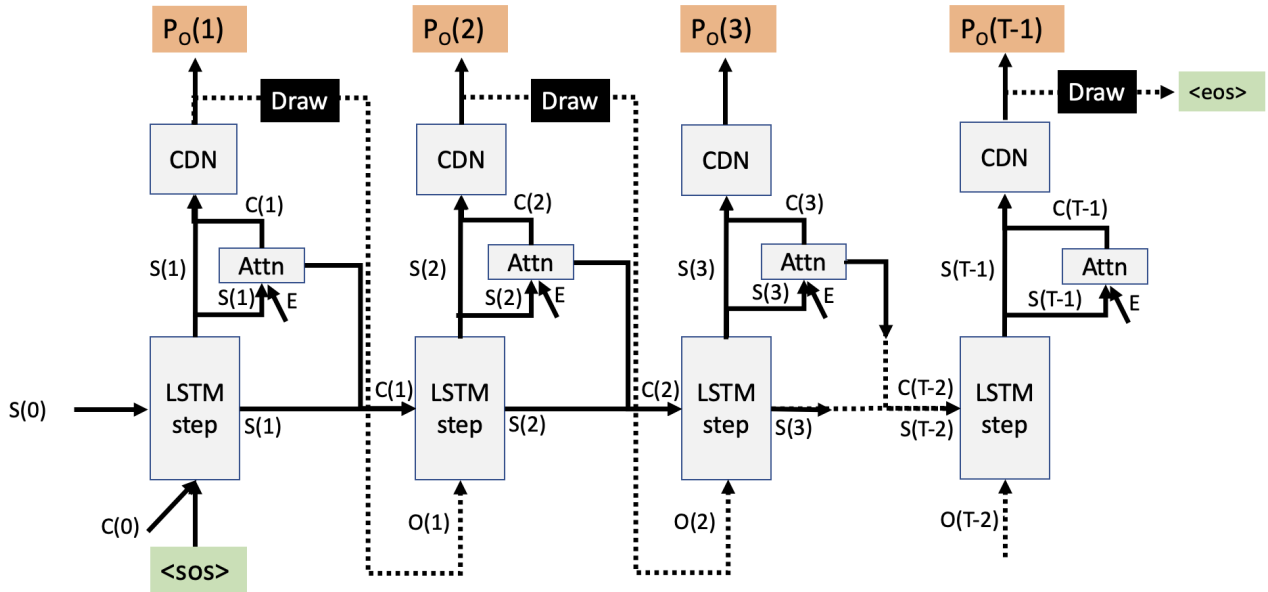 P_O(1)
P_O(2)
P_O(3)
P_O(T-1)
Draw
Draw
Draw
<eos>
CDN
CDN
CDN
CDN
C(1)
C(2)
C(3)
C(T-1)
S(1)
Attn
S(2)
Attn
S(3)
Attn
S(T-1)
Attn
S(1)
E
S(2)
E
S(3)
E
S(T-1)
E
S(0)
LSTM
step
C(1)
S(1)
LSTM
step
C(2)
S(2)
LSTM
step
S(3)
C(T-2)
S(T-2)
LSTM
step
C(0)
O(1)
O(2)
O(T-2)
<sos>